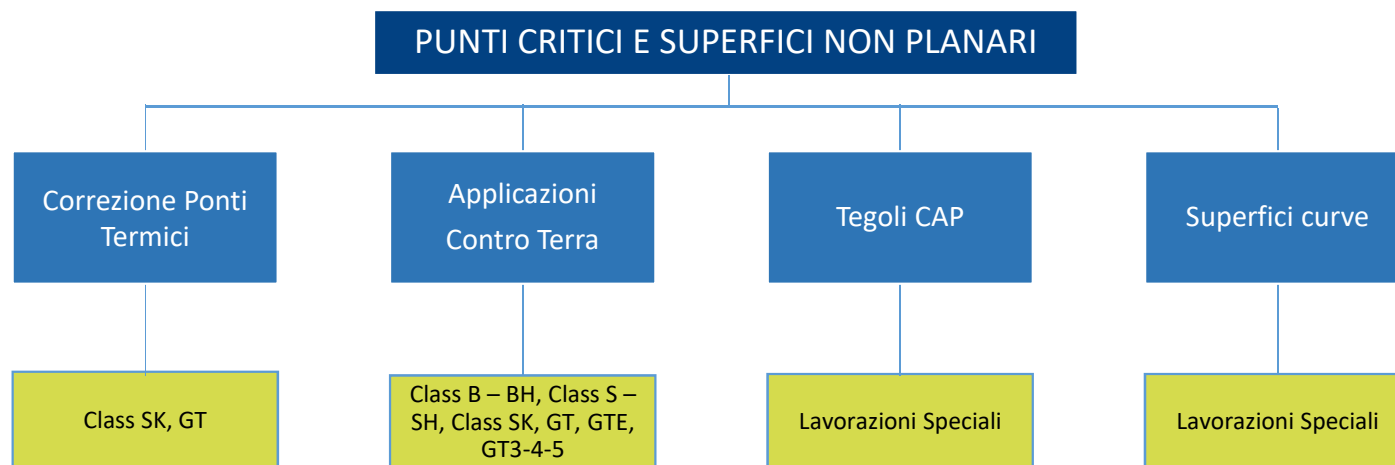 PUNTI CRITICI E SUPERFICI NON PLANARI
Correzione Ponti
Termici
Applicazioni
Contro Terra
Tegoli CAP
Superfici curve
Class SK, GT
Class B – BH, Class S –
SH, Class SK, GT, GTE,
GT3-4-5
Lavorazioni Speciali
Lavorazioni Speciali